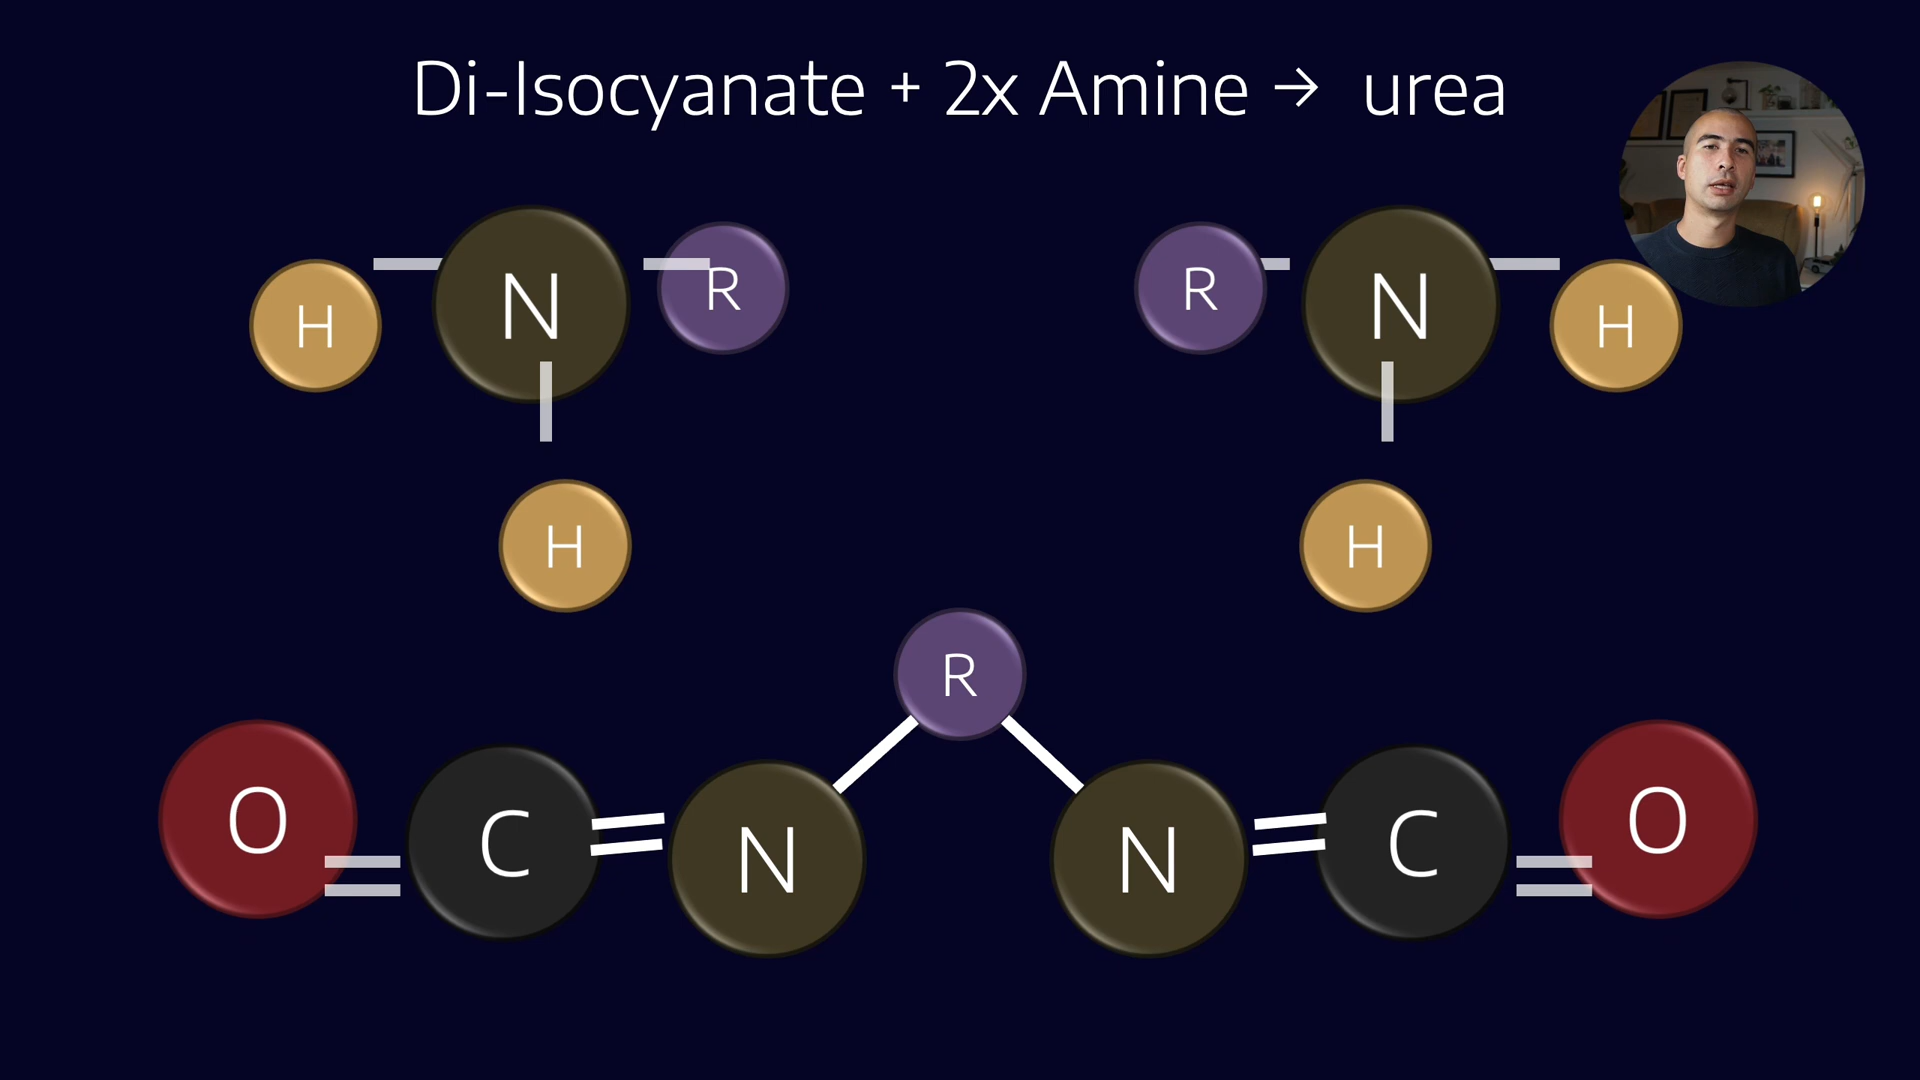 Di-Isocyanate + 2x Amine → urea
H N R
R N H
H
H
R
O C N
N C O